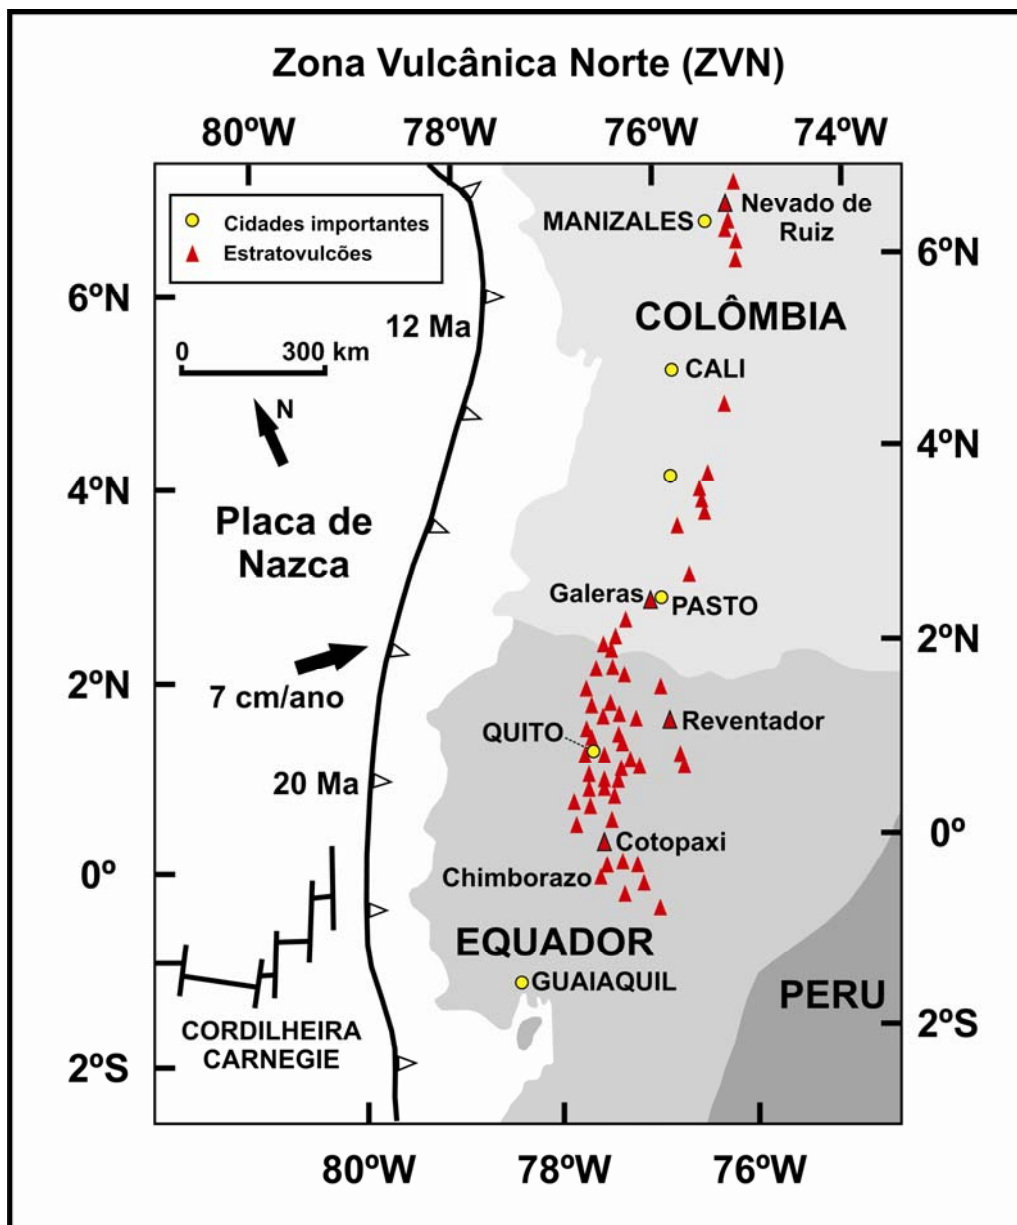 Zona Vulcânica Norte (ZVN)
80ºW
78ºW
76ºW
74ºW
Cidades importantes
Estratovulcões
MANIZALES
Nevado de
Ruiz
6ºN
6ºN
COLÔMBIA
12 Ma
0
300 km
CALI
N
4ºN
4ºN
Placa de
Nazca
Galeras
PASTO
2ºN
2ºN
7 cm/ano
Reventador
QUITO
20 Ma
0º
Cotopaxi
0º
Chimborazo
EQUADOR
GUAIAQUIL
PERU
CORDILHEIRA
CARNEGIE
2ºS
2ºS
80ºW
78ºW
76ºW